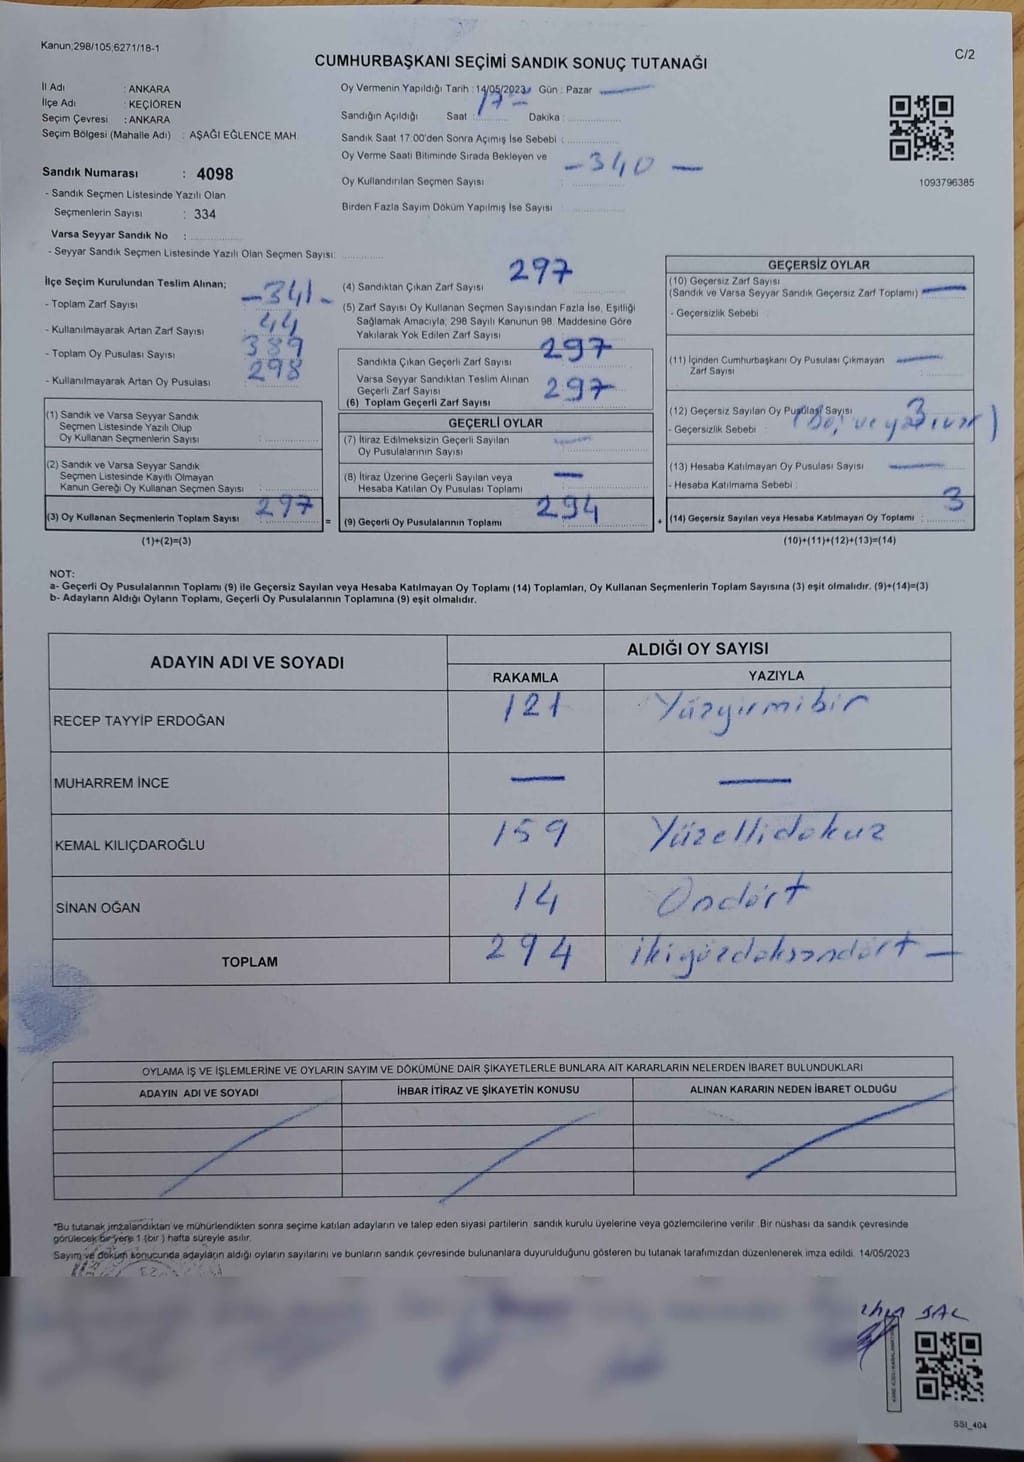 Kanun;298/105;6271/18-1
C/2
CUMHURBAŞKANI SEÇİMİ SANDIK SONUÇ TUTANAĞI
İl Adı : ANKARA
İlçe Adı : KEÇİÖREN
Seçim Çevresi : ANKARA
Seçim Bölgesi (Mahalle Adı) : AŞAĞI EĞLENCE MAH.
Sandık Numarası : 4098
- Sandık Seçmen Listesinde Yazılı Olan
Seçmenlerin Sayısı : 334
Varsa Seyyar Sandık No :
- Seyyar Sandık Seçmen Listesinde Yazılı Olan Seçmen Sayısı:
Oy Vermenin Yapıldığı Tarih : 14/05/2023 Gün : Pazar
Sandığın Açıldığı Saat : 17 Dakika :
Sandık Saat 17:00'den Sonra Açımış İse Sebebi :
Oy Verme Saati Bitiminde Sırada Bekleyen ve
Oy Kullandırılan Seçmen Sayısı : - 340 -
Birden Fazla Sayım Döküm Yapılmış İse Sayısı :
1093796385
İlçe Seçim Kurulundan Teslim Alınan;
- Toplam Zarf Sayısı : -341-
- Kullanılmayarak Artan Zarf Sayısı : 44
- Toplam Oy Pusulası Sayısı : 389
- Kullanılmayarak Artan Oy Pusulası : 298
(1) Sandık ve Varsa Seyyar Sandık
Seçmen Listesinde Yazılı Olup
Oy Kullanan Seçmenlerin Sayısı :
(2) Sandık ve Varsa Seyyar Sandık
Seçmen Listesinde Kayıtlı Olmayan
Kanun Gereği Oy Kullanan Seçmen Sayısı :
(3) Oy Kullanan Seçmenlerin Toplam Sayısı : 297
(1)+(2)=(3)
=
(4) Sandıktan Çıkan Zarf Sayısı 297
(5) Zarf Sayısı Oy Kullanan Seçmen Sayısından Fazla İse, Eşitliği
Sağlamak Amacıyla; 298 Sayılı Kanunun 98. Maddesine Göre
Yakılarak Yok Edilen Zarf Sayısı
Sandıkta Çıkan Geçerli Zarf Sayısı 297
Varsa Seyyar Sandıktan Teslim Alınan
Geçerli Zarf Sayısı
(6) Toplam Geçerli Zarf Sayısı 297
GEÇERLİ OYLAR
(7) İtiraz Edilmeksizin Geçerli Sayılan
Oy Pusulalarının Sayısı
(8) İtiraz Üzerine Geçerli Sayılan veya
Hesaba Katılan Oy Pusulası Toplamı
(9) Geçerli Oy Pusulalarının Toplamı 294
+
GEÇERSİZ OYLAR
(10) Geçersiz Zarf Sayısı
(Sandık ve Varsa Seyyar Sandık Geçersiz Zarf Toplamı)
- Geçersizlik Sebebi
(11) İçinden Cumhurbaşkanı Oy Pusulası Çıkmayan
Zarf Sayısı
(12) Geçersiz Sayılan Oy Pusulası Sayısı 3
- Geçersizlik Sebebi :
(13) Hesaba Katılmayan Oy Pusulası Sayısı
- Hesaba Katılmama Sebebi :
(14) Geçersiz Sayılan veya Hesaba Katılmayan Oy Toplamı : 3
(10)+(11)+(12)+(13)=(14)
NOT:
a- Geçerli Oy Pusulalarının Toplamı (9) ile Geçersiz Sayılan veya Hesaba Katılmayan Oy Toplamı (14) Toplamları, Oy Kullanan Seçmenlerin Toplam Sayısına (3) eşit olmalıdır. (9)+(14)=(3)
b- Adayların Aldığı Oyların Toplamı, Geçerli Oy Pusulalarının Toplamına (9) eşit olmalıdır.
ADAYIN ADI VE SOYADI
ALDIĞI OY SAYISI
RAKAMLA YAZIYLA
RECEP TAYYİP ERDOĞAN 121 Yüzyirmibir
MUHARREM İNCE — —
KEMAL KILIÇDAROĞLU 159 Yüzellidokuz
SİNAN OĞAN 14 Ondört
TOPLAM 294 ikiyüzdoksandört —
OYLAMA İŞ VE İŞLEMLERİNE VE OYLARIN SAYIM VE DÖKÜMÜNE DAİR ŞİKAYETLERLE BUNLARA AİT KARARLARIN NELERDEN İBARET BULUNDUKLARI
ADAYIN ADI VE SOYADI İHBAR İTİRAZ VE ŞİKAYETİN KONUSU ALINAN KARARIN NEDEN İBARET OLDUĞU
*Bu tutanak imzalandıktan ve mühürlendikten sonra seçime katılan adayların ve talep eden siyasi partilerin sandık kurulu üyelerine veya gözlemcilerine verilir .Bir nüshası da sandık çevresinde
görülecek bir yere 1 (bir ) hafta süreyle asılır.
Sayım ve döküm sonucunda adayların aldığı oyların sayılarını ve bunların sandık çevresinde bulunanlara duyurulduğunu gösteren bu tutanak tarafımızdan düzenlenerek imza edildi. 14/05/2023
SSI_404